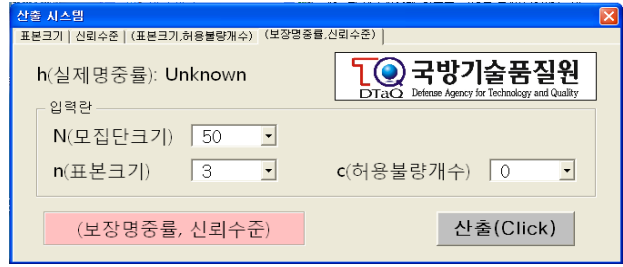 산출 시스템
표본크기 | 신뢰수준 | (표본크기,허용불량개수) (보장명중률,신뢰수준) |
h(실제명중률): Unknown
국방기술품질원
DTaQ Defense Agency for Technology and Quality
입력란
N(모집단크기) 50
n(표본크기) 3 c(허용불량개수) 0
(보장명중률, 신뢰수준) 산출(Click)